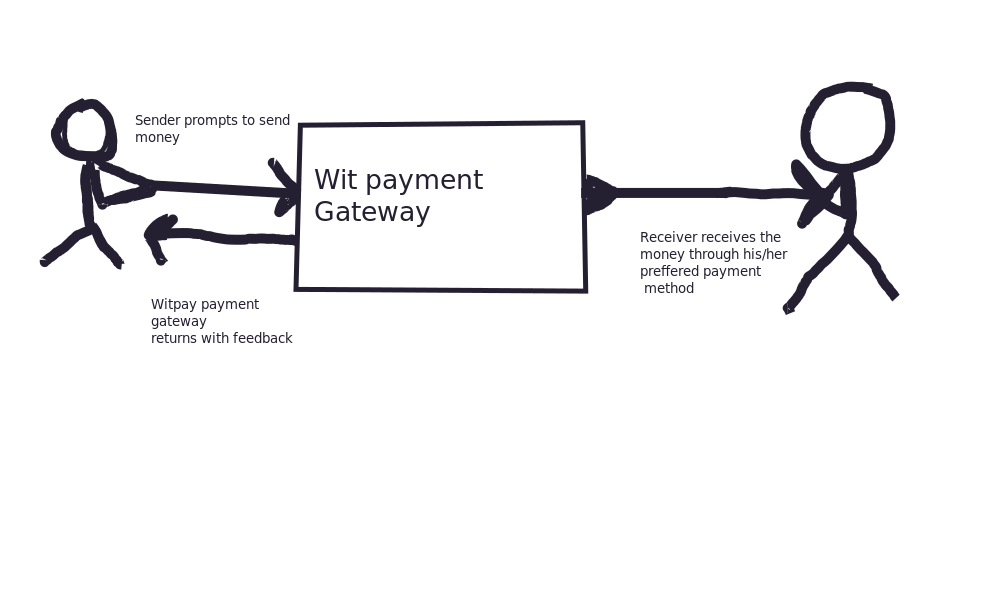 Sender prompts to send
money
Wit payment
Gateway
Receiver receives the
money through his/her
preffered payment
method
Witpay payment
gateway
returns with feedback